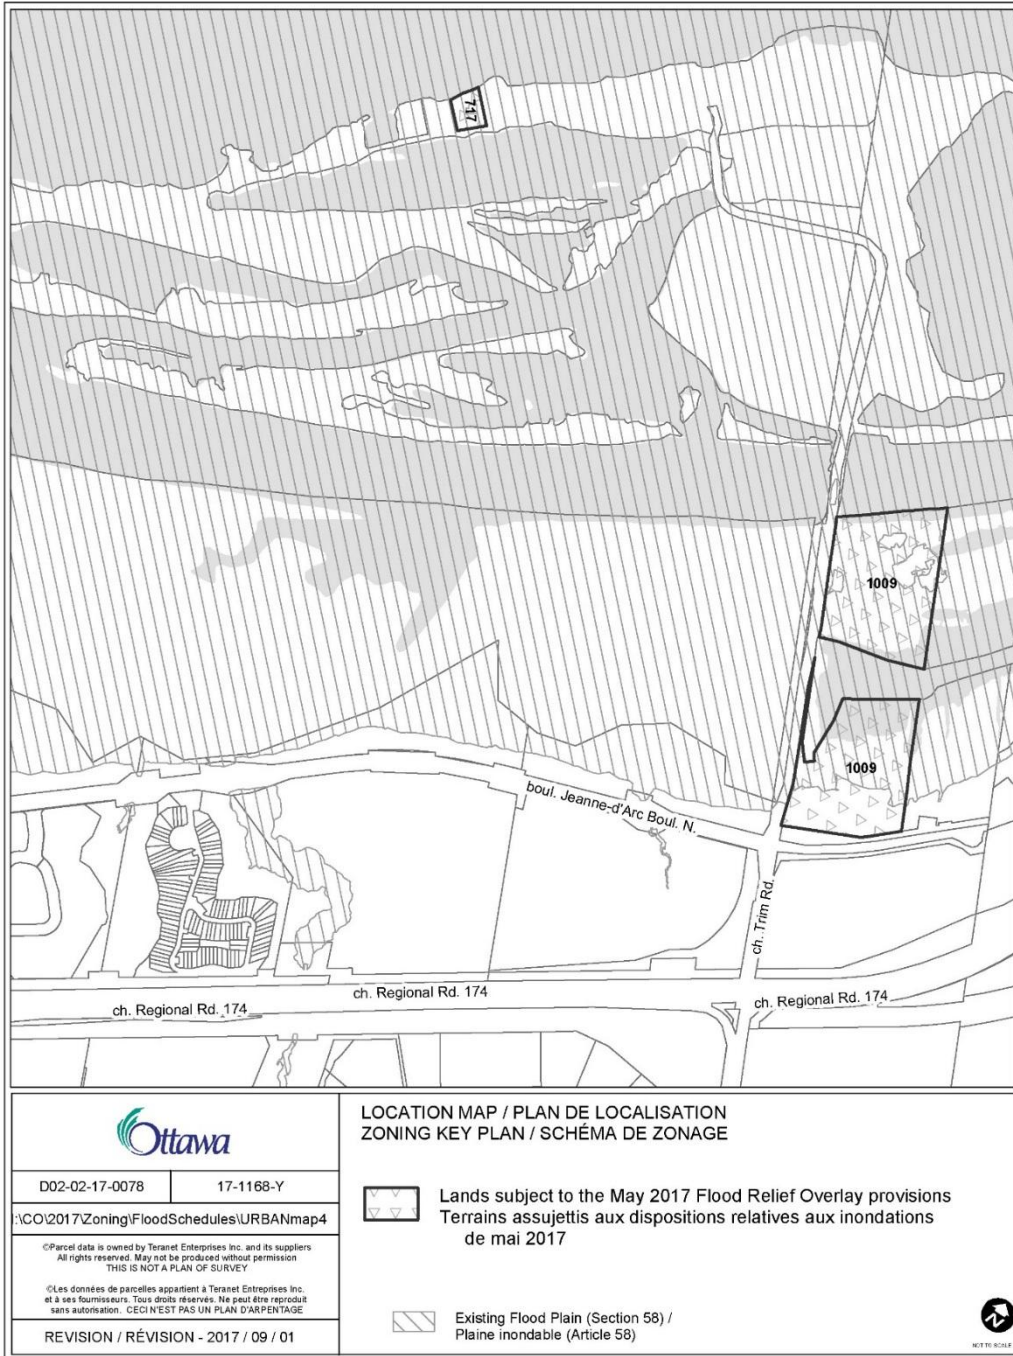 717
1009
1009
boul. Jeanne-d'Arc Boul. N.
ch. Trim Rd.
ch. Regional Rd. 174
ch. Regional Rd. 174
ch. Regional Rd. 174
Ottawa
D02-02-17-0078
17-1168-Y
I:\CO\2017\Zoning\FloodSchedules\URBANmap4
©Parcel data is owned by Teranet Enterprises Inc. and its suppliers
All rights reserved. May not be produced without permission
THIS IS NOT A PLAN OF SURVEY
©Les données de parcelles appartient à Teranet Entreprises Inc.
et à ses fournisseurs. Tous droits réservés. Ne peut être reproduit
sans autorisation. CECI N'EST PAS UN PLAN D'ARPENTAGE
REVISION / RÉVISION - 2017 / 09 / 01
LOCATION MAP / PLAN DE LOCALISATION
ZONING KEY PLAN / SCHÉMA DE ZONAGE
Lands subject to the May 2017 Flood Relief Overlay provisions
Terrains assujettis aux dispositions relatives aux inondations
de mai 2017
Existing Flood Plain (Section 58) /
Plaine inondable (Article 58)
NOT TO SCALE